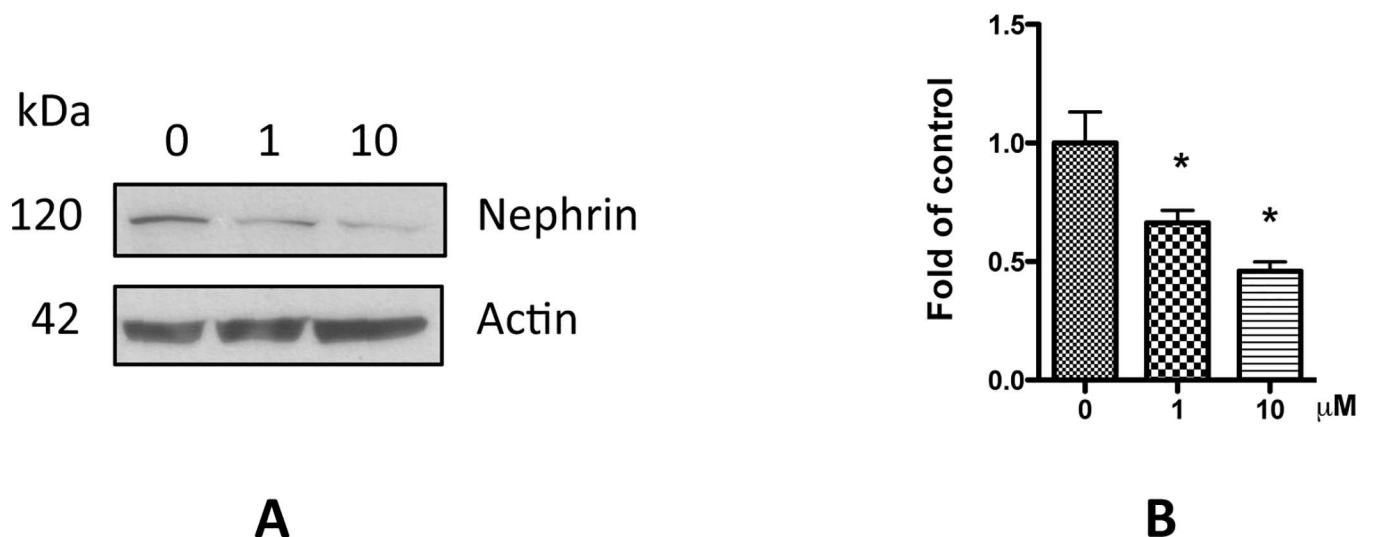 kDa
0 1 10
120 Nephrin
42 Actin
A
Fold of control
1.5
1.0
0.5
0.0
* *
0 1 10 μM
B